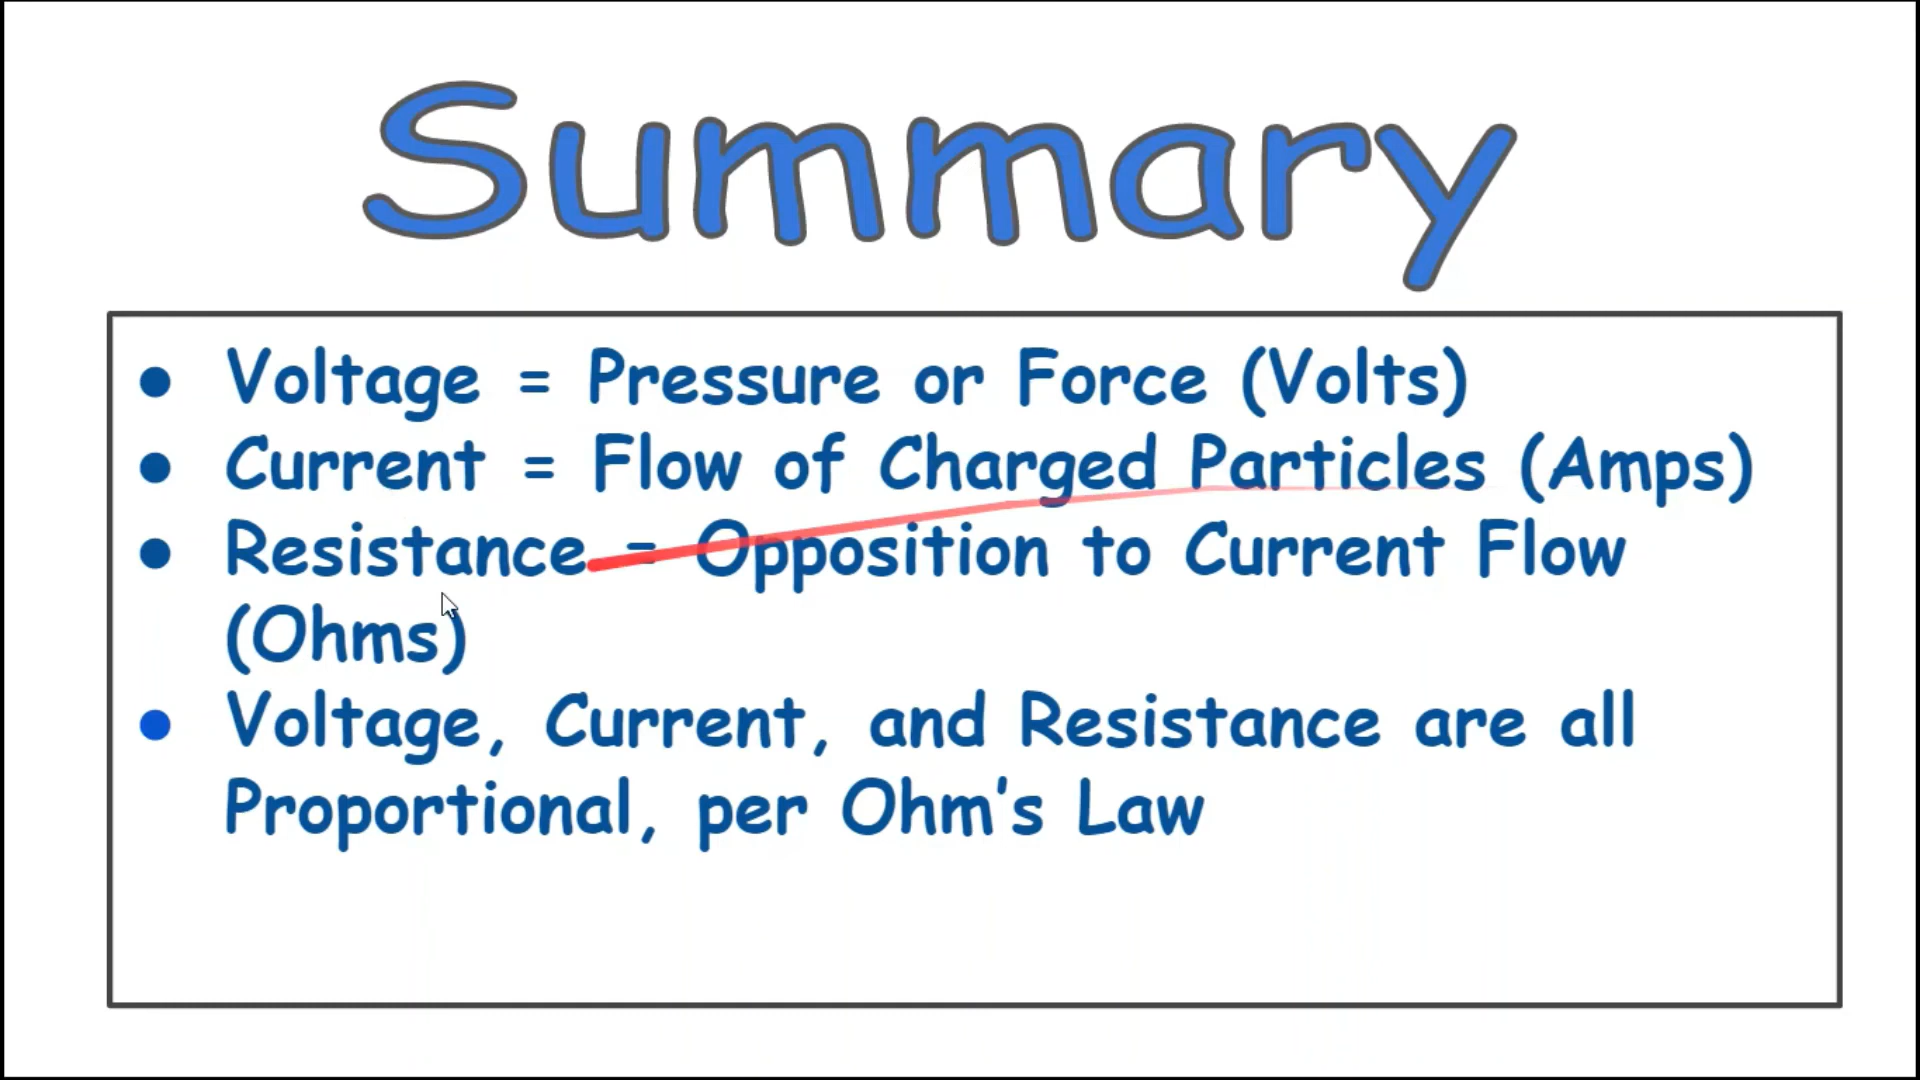 Summary
● Voltage = Pressure or Force (Volts)
● Current = Flow of Charged Particles (Amps)
● Resistance = Opposition to Current Flow
(Ohms)
● Voltage, Current, and Resistance are all
Proportional, per Ohm's Law